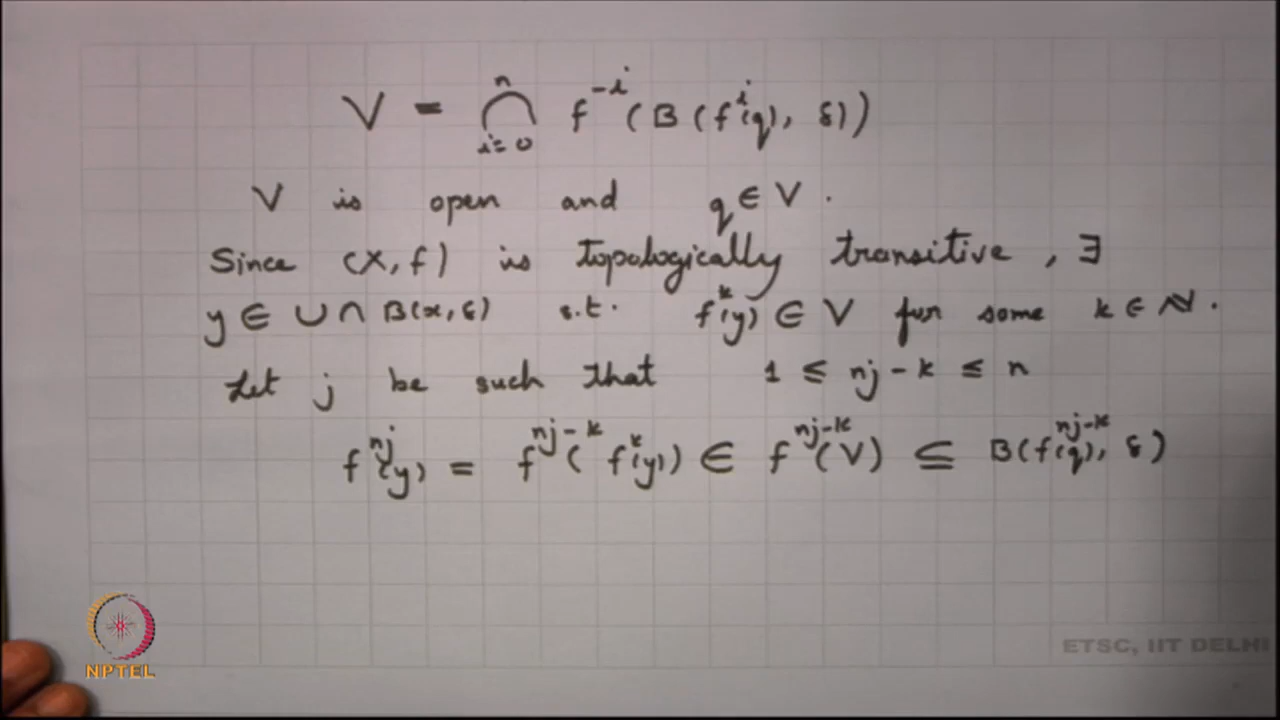 V = ⋂_{i=0}^{n} f^{-i}(B(f^i(q), δ))
V is open and q ∈ V.
Since (X, f) is topologically transitive, ∃
y ∈ U ∩ B(x, δ) s.t. f^k(y) ∈ V for some k ∈ ℕ.
Let j be such that 1 ≤ nj-k ≤ n
f^{nj}(y) = f^{nj-k}(f^k(y)) ∈ f^{nj-k}(V) ⊆ B(f^{nj-k}(q), δ)
NPTEL
ETSC, IIT DELHI